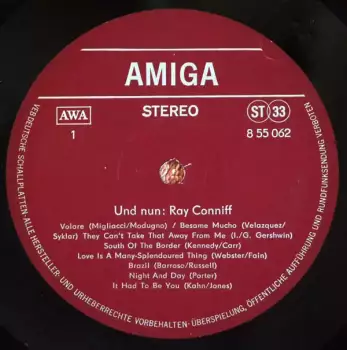 AMIGA
AWA
STEREO
ST 33
1
8 55 062
Und nun: Ray Conniff
Volare (Migliacci/Modugno) / Besame Mucho (Velazquez/
Syklar) They Can't Take That Away From Me (I./G. Gershwin)
South Of The Border (Kennedy/Carr)
Love Is A Many-Splendoured Thing (Webster/Fain)
Brazil (Barroso/Russell)
Night And Day (Porter)
It Had To Be You (Kahn/Jones)
VEB DEUTSCHE SCHALLPLATTEN · ALLE HERSTELLER- UND URHEBERRECHTE VORBEHALTEN · ÜBERSPIELUNG, ÖFFENTLICHE AUFFÜHRUNG UND RUNDFUNKSENDUNG VERBOTEN